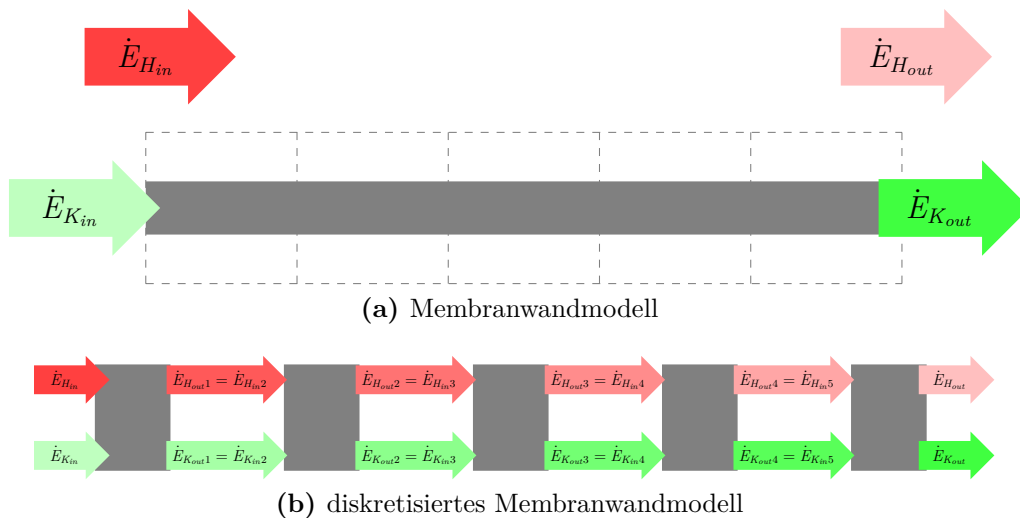 Ė_{H_{in}} Ė_{H_{out}}
Ė_{K_{in}} Ė_{K_{out}}
(a) Membranwandmodell
Ė_{H_{in}} Ė_{H_{out}1} = Ė_{H_{in}2} Ė_{H_{out}2} = Ė_{H_{in}3} Ė_{H_{out}3} = Ė_{H_{in}4} Ė_{H_{out}4} = Ė_{H_{in}5} Ė_{H_{out}}
Ė_{K_{in}} Ė_{K_{out}1} = Ė_{K_{in}2} Ė_{K_{out}2} = Ė_{K_{in}3} Ė_{K_{out}3} = Ė_{K_{in}4} Ė_{K_{out}4} = Ė_{K_{in}5} Ė_{K_{out}}
(b) diskretisiertes Membranwandmodell